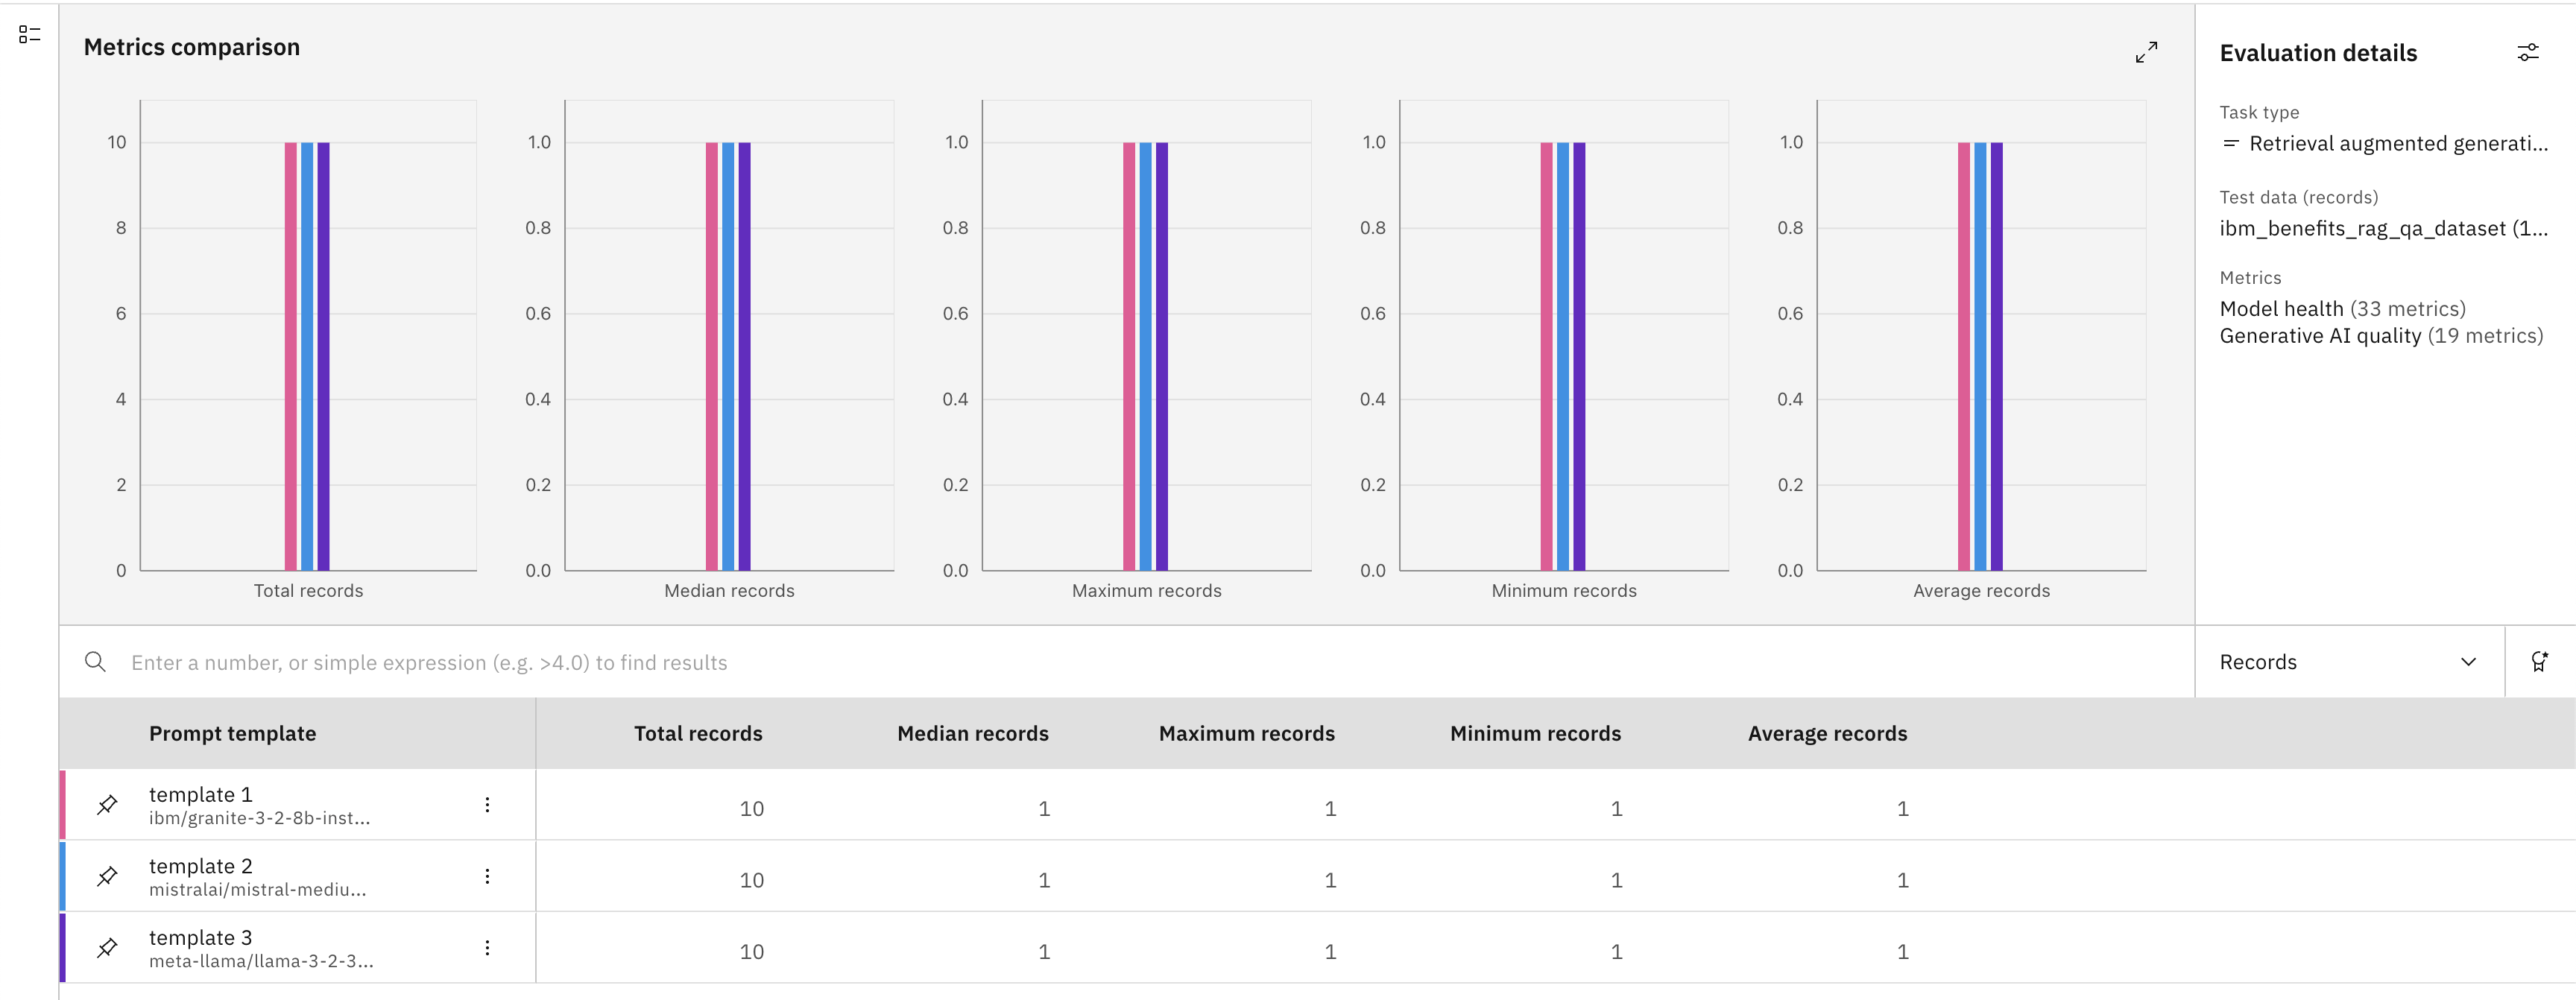 Metrics comparison
10
8
6
4
2
0
Total records
1.0
0.8
0.6
0.4
0.2
0.0
Median records
1.0
0.8
0.6
0.4
0.2
0.0
Maximum records
1.0
0.8
0.6
0.4
0.2
0.0
Minimum records
1.0
0.8
0.6
0.4
0.2
0.0
Average records
Evaluation details
Task type
Retrieval augmented generati...
Test data (records)
ibm_benefits_rag_qa_dataset (1...
Metrics
Model health (33 metrics)
Generative AI quality (19 metrics)
Enter a number, or simple expression (e.g. >4.0) to find results
Records
Prompt template Total records Median records Maximum records Minimum records Average records
template 1
ibm/granite-3-2-8b-inst...
10 1 1 1 1
template 2
mistralai/mistral-mediu...
10 1 1 1 1
template 3
meta-llama/llama-3-2-3...
10 1 1 1 1